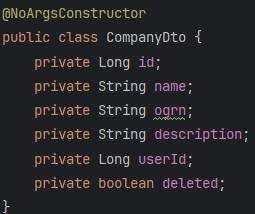 @NoArgsConstructor
public class CompanyDto {
    private Long id;
    private String name;
    private String ogrn;
    private String description;
    private Long userId;
    private boolean deleted;
}